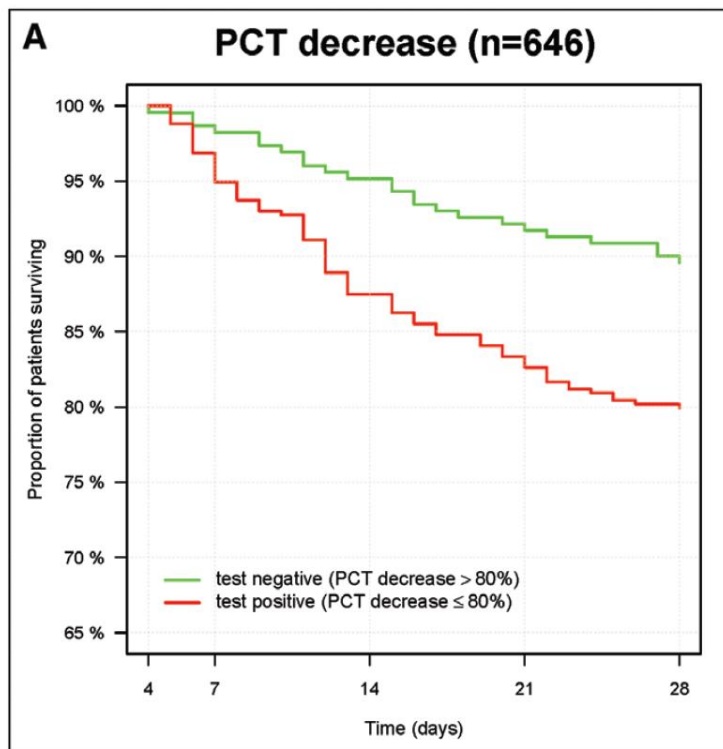 A
PCT decrease (n=646)
Proportion of patients surviving
100 %
95 %
90 %
85 %
80 %
75 %
70 %
65 %
test negative (PCT decrease > 80%)
test positive (PCT decrease ≤ 80%)
4 7 14 21 28
Time (days)